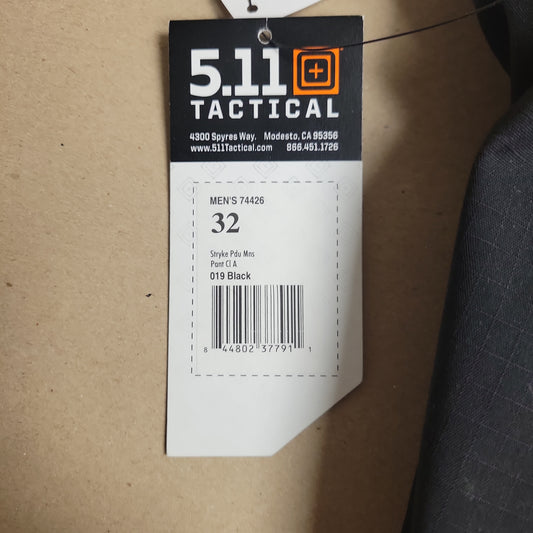 5.11
TACTICAL
4300 Spyres Way. Modesto, CA 95356
www.511Tactical.com 866.451.1726
MEN'S 74426
32
Stryke Pdu Mns
Pant Cl A
019 Black
8 44802 37791 1